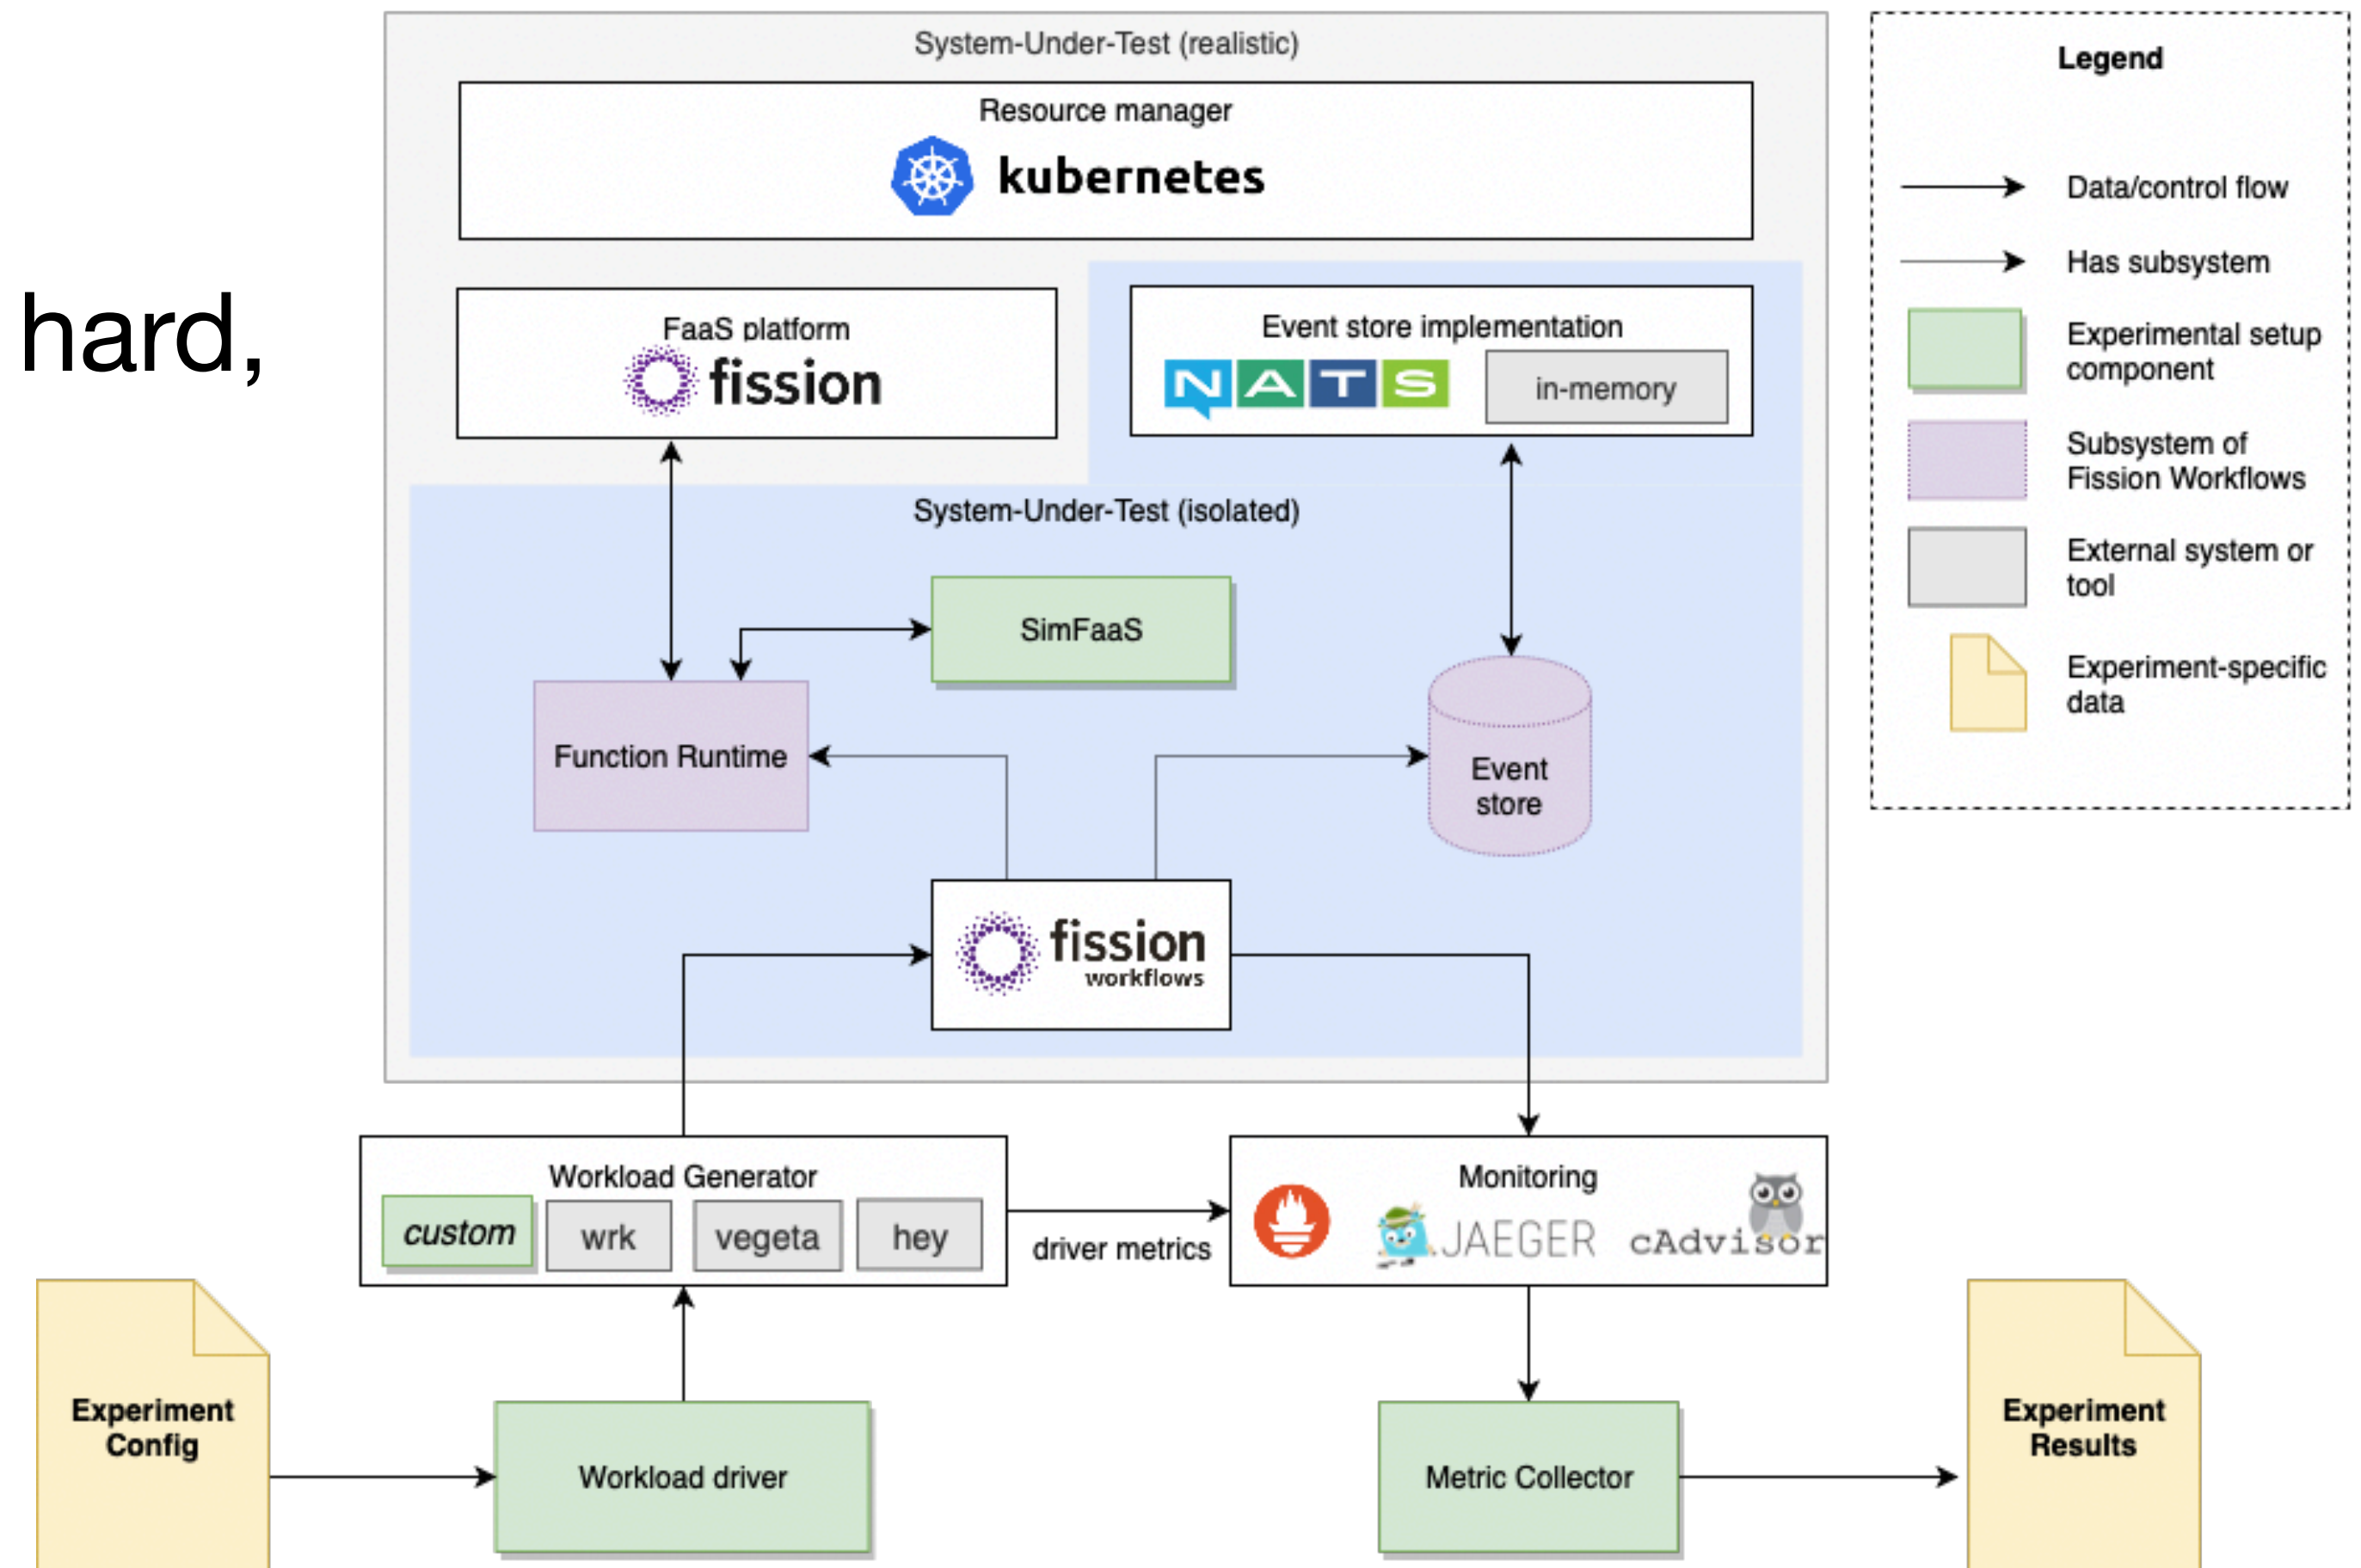 hard,
System-Under-Test (realistic)
Resource manager
kubernetes
FaaS platform
fission
Event store implementation
NATS
in-memory
System-Under-Test (isolated)
SimFaaS
Function Runtime
Event
store
fission
workflows
Workload Generator
custom
wrk
vegeta
hey
driver metrics
Monitoring
JAEGER
cAdvisor
Experiment
Config
Workload driver
Metric Collector
Experiment
Results
Legend
Data/control flow
Has subsystem
Experimental setup
component
Subsystem of
Fission Workflows
External system or
tool
Experiment-specific
data